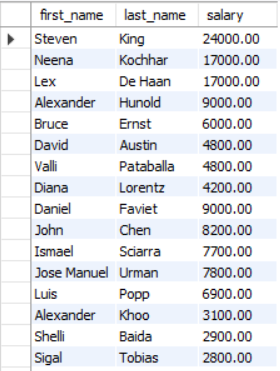 first_name last_name salary
Steven King 24000.00
Neena Kochhar 17000.00
Lex De Haan 17000.00
Alexander Hunold 9000.00
Bruce Ernst 6000.00
David Austin 4800.00
Valli Pataballa 4800.00
Diana Lorentz 4200.00
Daniel Faviet 9000.00
John Chen 8200.00
Ismael Sciarra 7700.00
Jose Manuel Urman 7800.00
Luis Popp 6900.00
Alexander Khoo 3100.00
Shelli Baida 2900.00
Sigal Tobias 2800.00